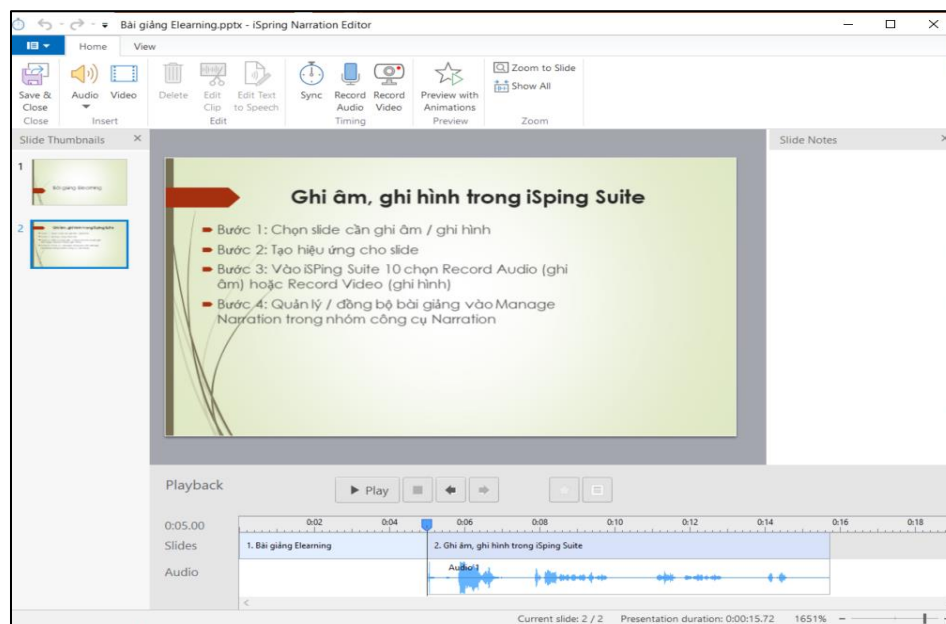 Bài giảng Elearning.pptx - iSpring Narration Editor
Home View
Save & Close
Audio
Video
Delete
Edit Clip
Edit Text to Speech
Sync
Record Audio
Record Video
Preview with Animations
Zoom to Slide
Show All
Close Insert Edit Timing Preview Zoom
Slide Thumbnails
Slide Notes
1
Bài giảng Elearning
2
Ghi âm, ghi hình trong iSping Suite
Bước 1: Chọn slide cần ghi âm / ghi hình
Bước 2: Tạo hiệu ứng cho slide
Bước 3: Vào iSPing Suite 10 chọn Record Audio (ghi
âm) hoặc Record Video (ghi hình)
Bước 4: Quản lý / đồng bộ bài giảng vào Manage
Narration trong nhóm công cụ Narration
Playback
Play
0:05.00
0:02 0:04 0:06 0:08 0:10 0:12 0:14 0:16 0:18
Slides
1. Bài giảng Elearning
2. Ghi âm, ghi hình trong iSping Suite
Audio
Audio 1
Current slide: 2 / 2 Presentation duration: 0:00:15.72 1651%